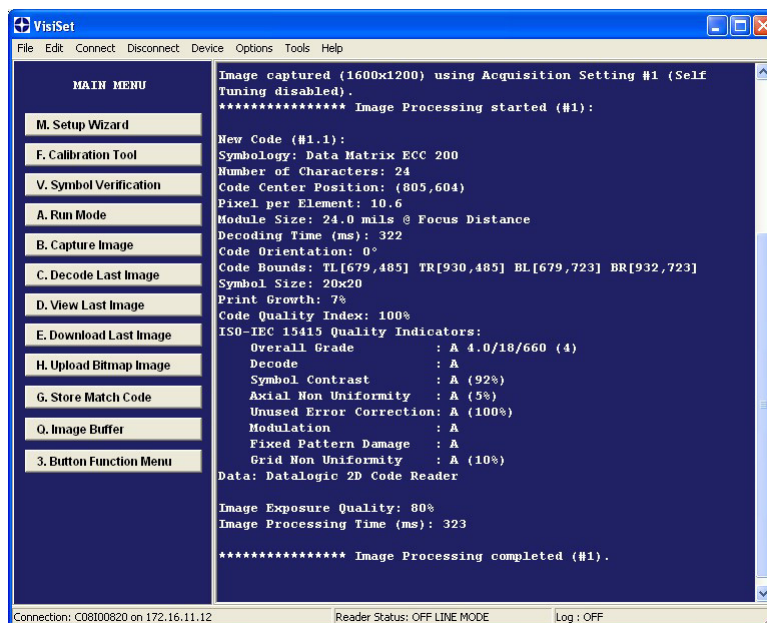 VisiSet
File Edit Connect Disconnect Device Options Tools Help
MAIN MENU
M. Setup Wizard
F. Calibration Tool
V. Symbol Verification
A. Run Mode
B. Capture Image
C. Decode Last Image
D. View Last Image
E. Download Last Image
H. Upload Bitmap Image
G. Store Match Code
Q. Image Buffer
3. Button Function Menu
Image captured (1600x1200) using Acquisition Setting #1 (Self
Tuning disabled).
**************** Image Processing started (#1):
New Code (#1.1):
Symbology: Data Matrix ECC 200
Number of Characters: 24
Code Center Position: (805,604)
Pixel per Element: 10.6
Module Size: 24.0 mils @ Focus Distance
Decoding Time (ms): 322
Code Orientation: 0°
Code Bounds: TL[679,485] TR[930,485] BL[679,723] BR[932,723]
Symbol Size: 20x20
Print Growth: 7%
Code Quality Index: 100%
ISO-IEC 15415 Quality Indicators:
Overall Grade : A 4.0/18/660 (4)
Decode : A
Symbol Contrast : A (92%)
Axial Non Uniformity : A (5%)
Unused Error Correction: A (100%)
Modulation : A
Fixed Pattern Damage : A
Grid Non Uniformity : A (10%)
Data: Datalogic 2D Code Reader
Image Exposure Quality: 80%
Image Processing Time (ms): 323
**************** Image Processing completed (#1).
Connection: C08I00820 on 172.16.11.12
Reader Status: OFF LINE MODE
Log : OFF